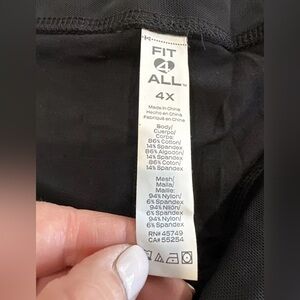 FIT
4
ALL™
4X
Made in China
Hecho en China
Fabriqué en China
Body/
Cuerpo/
Corps:
86% Cotton/
14% Spandex
86% Algodón/
14% Spandex
86% Coton/
14% Spandex
Mesh/
Malla/
Maille:
94% Nylon/
6% Spandex
94% Nilón/
6% Spandex
94% Nylon/
6% Spandex
RN# 45749
CA# 55254